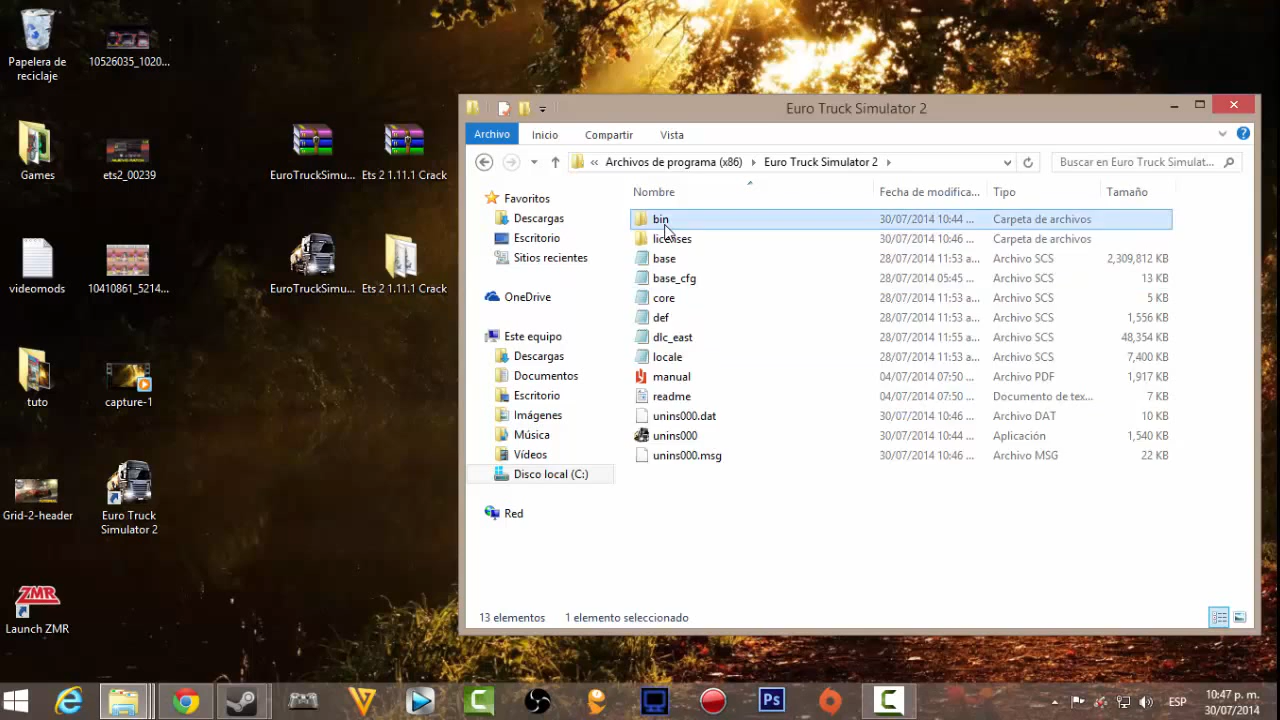 Papelera de
reciclaje
10526035_1020...
Games
ets2_00239
EuroTruckSimu...
Ets 2 1.11.1 Crack
videomods
10410861_5214...
EuroTruckSimu...
Ets 2 1.11.1 Crack
tuto
capture-1
Grid-2-header
Euro Truck
Simulator 2
ZMR
Launch ZMR
Euro Truck Simulator 2
Archivo Inicio Compartir Vista
« Archivos de programa (x86) Euro Truck Simulator 2
Buscar en Euro Truck Simulat...
Favoritos
Descargas
Escritorio
Sitios recientes
OneDrive
Este equipo
Descargas
Documentos
Escritorio
Imágenes
Música
Vídeos
Disco local (C:)
Red
Nombre Fecha de modifica... Tipo Tamaño
bin 30/07/2014 10:44 ... Carpeta de archivos
licenses 30/07/2014 10:46 ... Carpeta de archivos
base 28/07/2014 11:53 a... Archivo SCS 2,309,812 KB
base_cfg 28/07/2014 05:45 ... Archivo SCS 13 KB
core 28/07/2014 11:53 a... Archivo SCS 5 KB
def 28/07/2014 11:53 a... Archivo SCS 1,556 KB
dlc_east 28/07/2014 11:55 a... Archivo SCS 48,354 KB
locale 28/07/2014 11:53 a... Archivo SCS 7,400 KB
manual 04/07/2014 07:50 ... Archivo PDF 1,917 KB
readme 04/07/2014 07:50 ... Documento de tex... 7 KB
unins000.dat 30/07/2014 10:46 ... Archivo DAT 10 KB
unins000 30/07/2014 10:44 ... Aplicación 1,540 KB
unins000.msg 30/07/2014 10:46 ... Archivo MSG 22 KB
13 elementos 1 elemento seleccionado
Ps
ESP
10:47 p. m.
30/07/2014